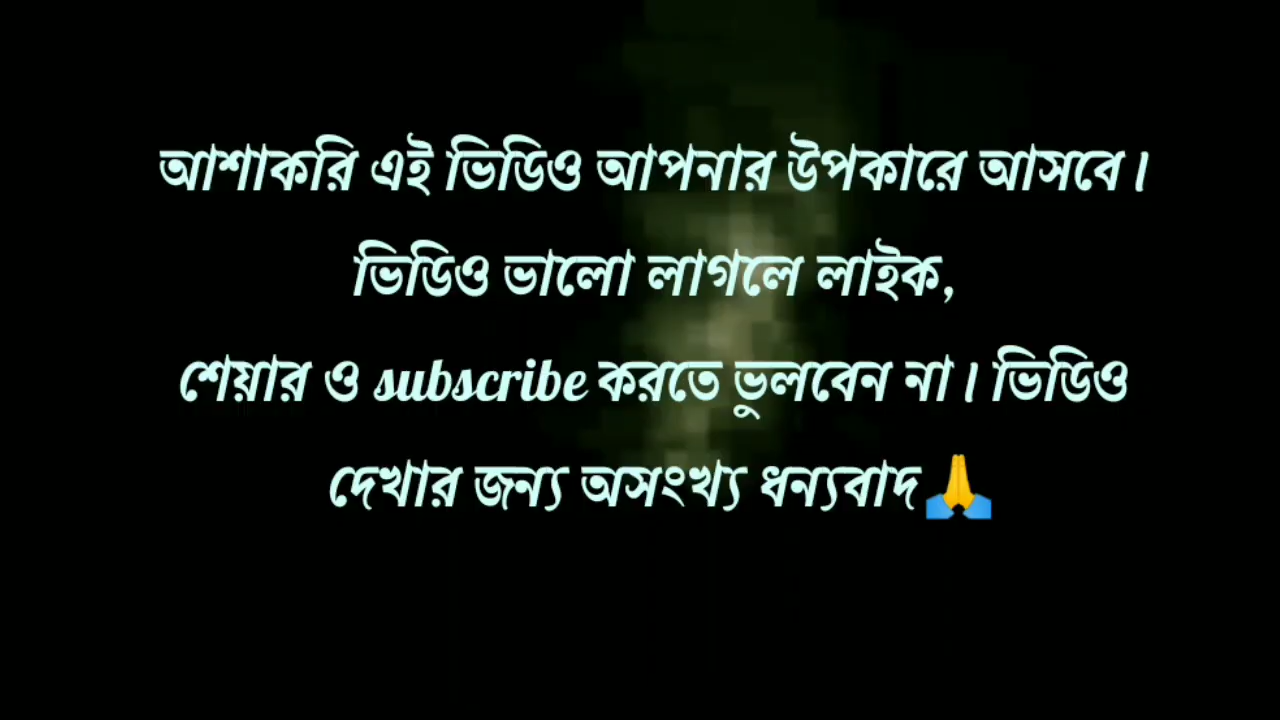 আশাকরি এই ভিডিও আপনার উপকারে আসবে।
ভিডিও ভালো লাগলে লাইক,
শেয়ার ও subscribe করতে ভুলবেন না। ভিডিও
দেখার জন্য অসংখ্য ধন্যবাদ🙏